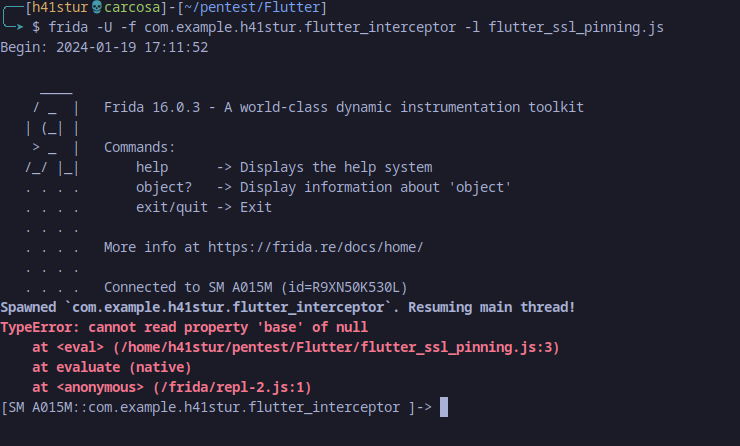 ┌──[h41stur💀carcosa]-[~/pentest/Flutter]
└─➤ $ frida -U -f com.example.h41stur.flutter_interceptor -l flutter_ssl_pinning.js
Begin: 2024-01-19 17:11:52
     ____
    / _  |   Frida 16.0.3 - A world-class dynamic instrumentation toolkit
   | (_| |
    > _  |   Commands:
   /_/ |_|       help      -> Displays the help system
   . . . .       object?   -> Display information about 'object'
   . . . .       exit/quit -> Exit
   . . . .
   . . . .   More info at https://frida.re/docs/home/
   . . . .
   . . . .   Connected to SM A015M (id=R9XN50K530L)
Spawned `com.example.h41stur.flutter_interceptor`. Resuming main thread!
TypeError: cannot read property 'base' of null
    at <eval> (/home/h41stur/pentest/Flutter/flutter_ssl_pinning.js:3)
    at evaluate (native)
    at <anonymous> (/frida/repl-2.js:1)
[SM A015M::com.example.h41stur.flutter_interceptor ]->